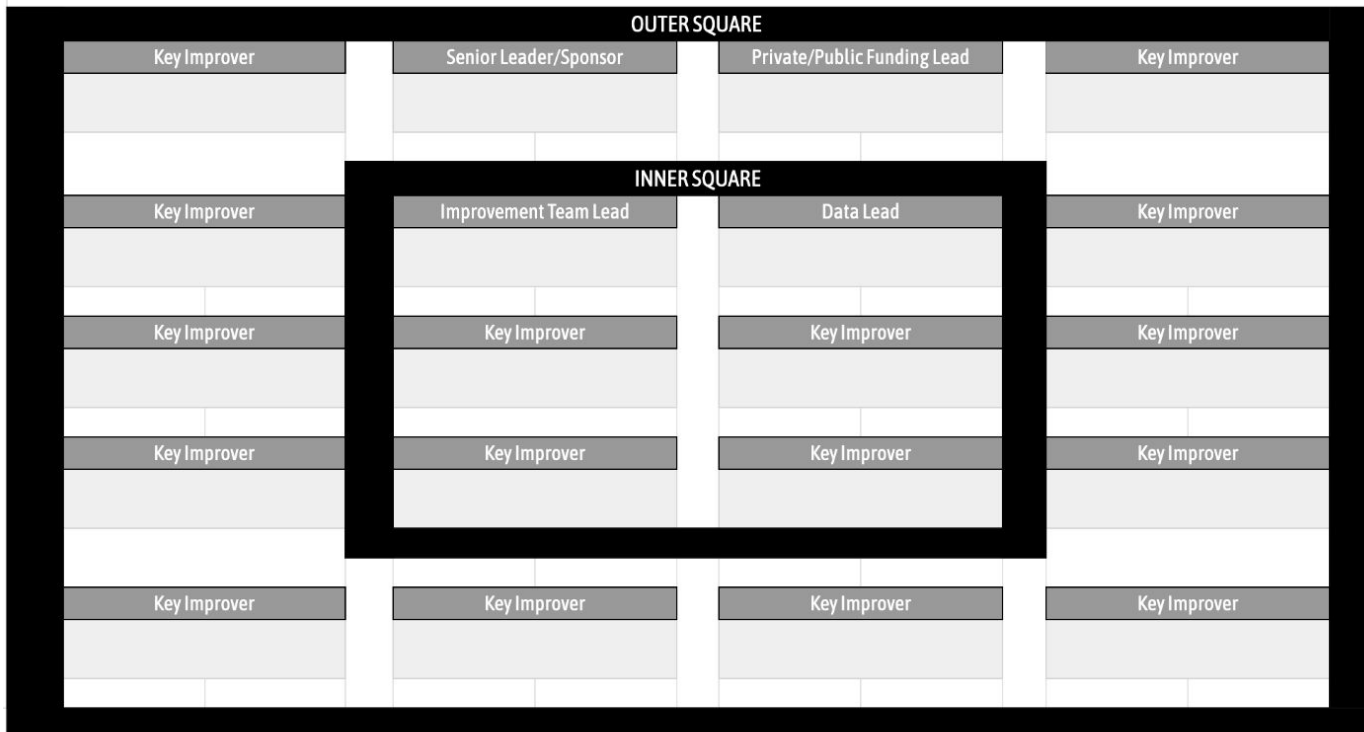 OUTER SQUARE
Key Improver Senior Leader/Sponsor Private/Public Funding Lead Key Improver
INNER SQUARE
Key Improver Improvement Team Lead Data Lead Key Improver
Key Improver Key Improver Key Improver Key Improver
Key Improver Key Improver Key Improver Key Improver
Key Improver Key Improver Key Improver Key Improver